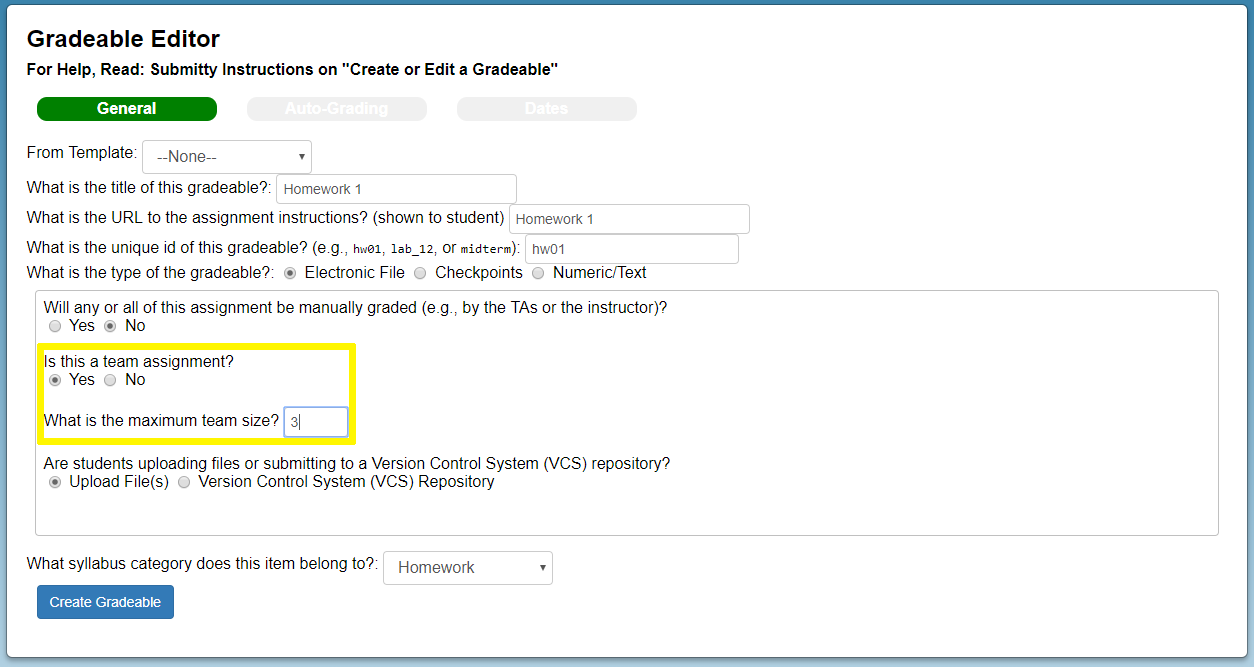 Gradeable Editor
For Help, Read: Submitty Instructions on "Create or Edit a Gradeable"
General Auto-Grading Dates
From Template: --None--
What is the title of this gradeable?: Homework 1
What is the URL to the assignment instructions? (shown to student) Homework 1
What is the unique id of this gradeable? (e.g., hw01, lab_12, or midterm): hw01
What is the type of the gradeable?: Electronic File Checkpoints Numeric/Text
Will any or all of this assignment be manually graded (e.g., by the TAs or the instructor)?
Yes No
Is this a team assignment?
Yes No
What is the maximum team size? 3
Are students uploading files or submitting to a Version Control System (VCS) repository?
Upload File(s) Version Control System (VCS) Repository
What syllabus category does this item belong to?: Homework
Create Gradeable